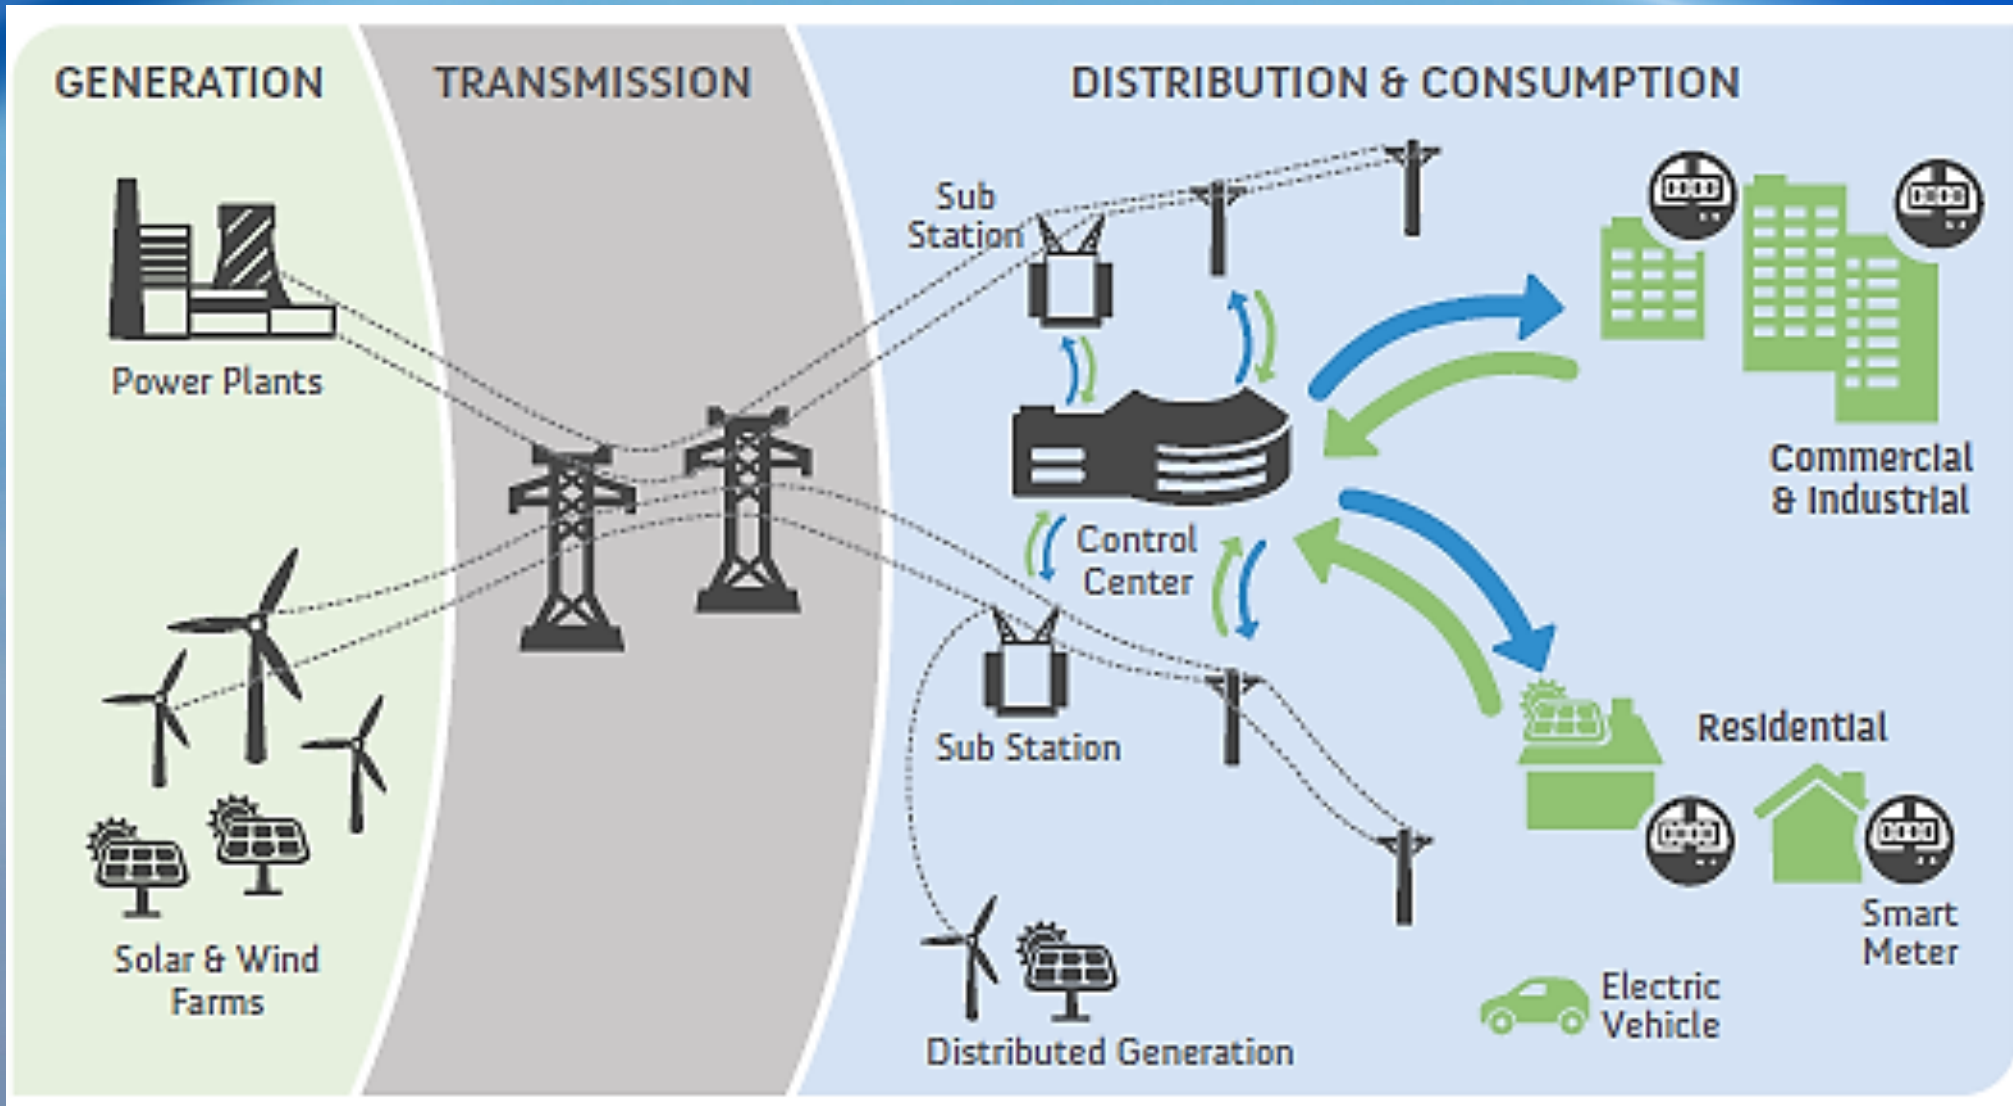 GENERATION
TRANSMISSION
DISTRIBUTION & CONSUMPTION
Power Plants
Solar & Wind
Farms
Sub
Station
Control
Center
Sub Station
Distributed Generation
Commercial
& Industrial
Residential
Smart
Meter
Electric
Vehicle